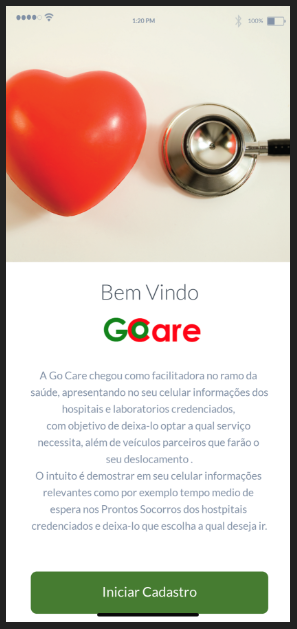 1:20 PM
100%
Bem Vindo
GOCare
A Go Care chegou como facilitadora no ramo da
saúde, apresentando no seu celular informações dos
hospitais e laboratorios credenciados,
com objetivo de deixa-lo optar a qual serviço
necessita, além de veículos parceiros que farão o
seu deslocamento .
O intuito é demostrar em seu celular informações
relevantes como por exemplo tempo medio de
espera nos Prontos Socorros dos hostpitais
credenciados e deixa-lo que escolha a qual deseja ir.
Iniciar Cadastro